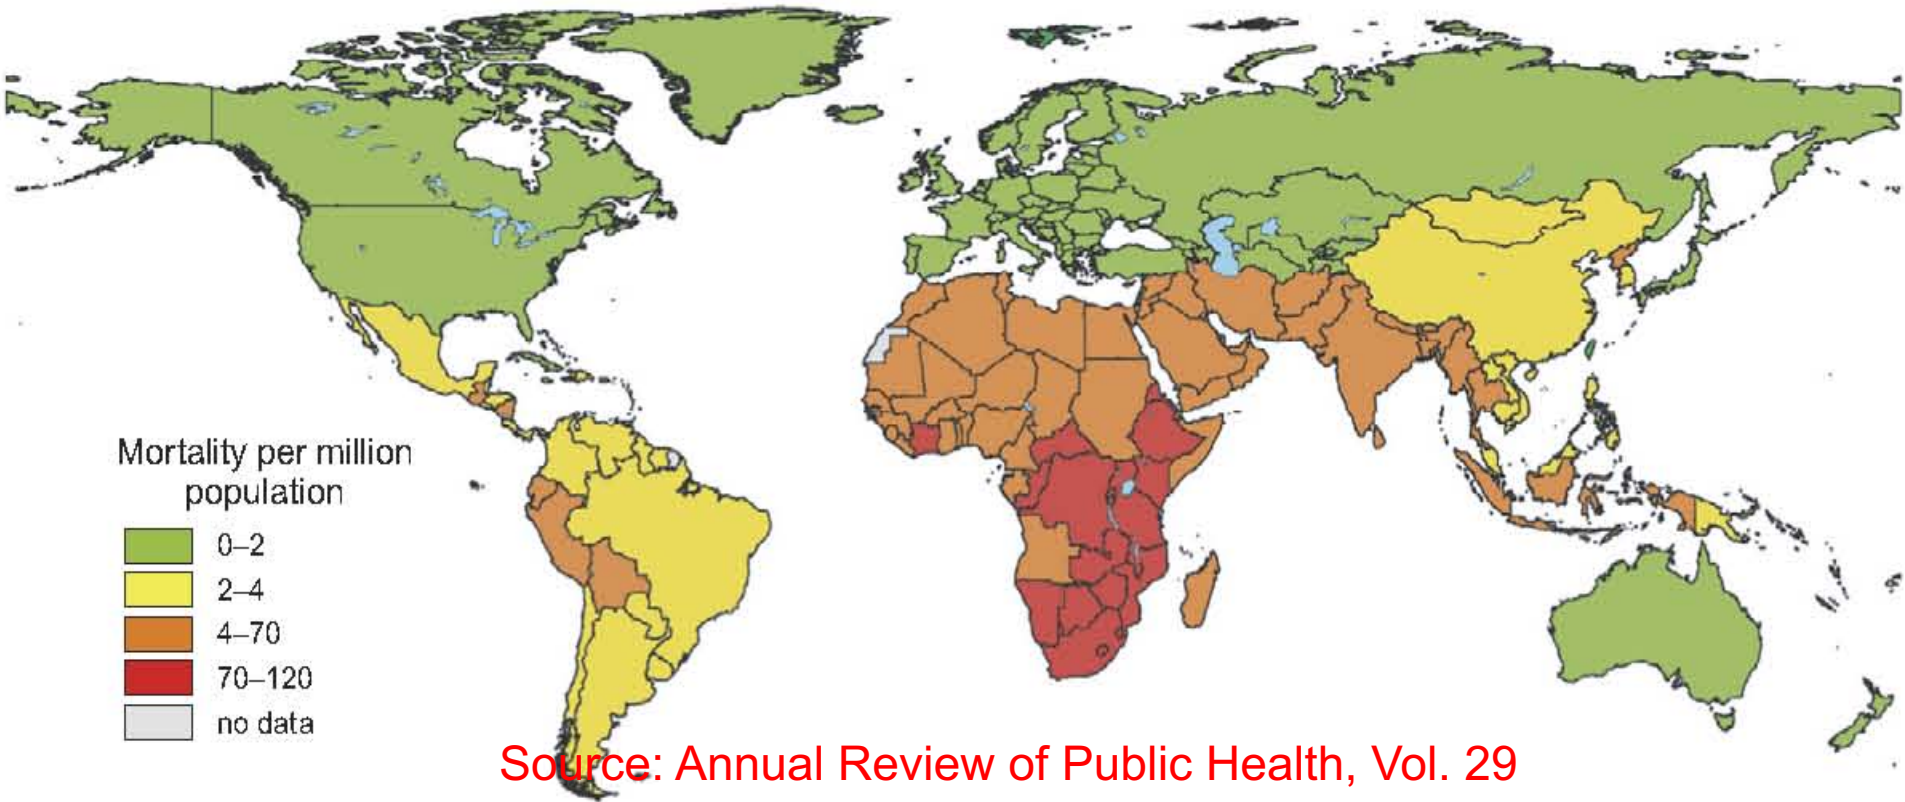 Mortality per million
population
0–2
2–4
4–70
70–120
no data
Source: Annual Review of Public Health, Vol. 29